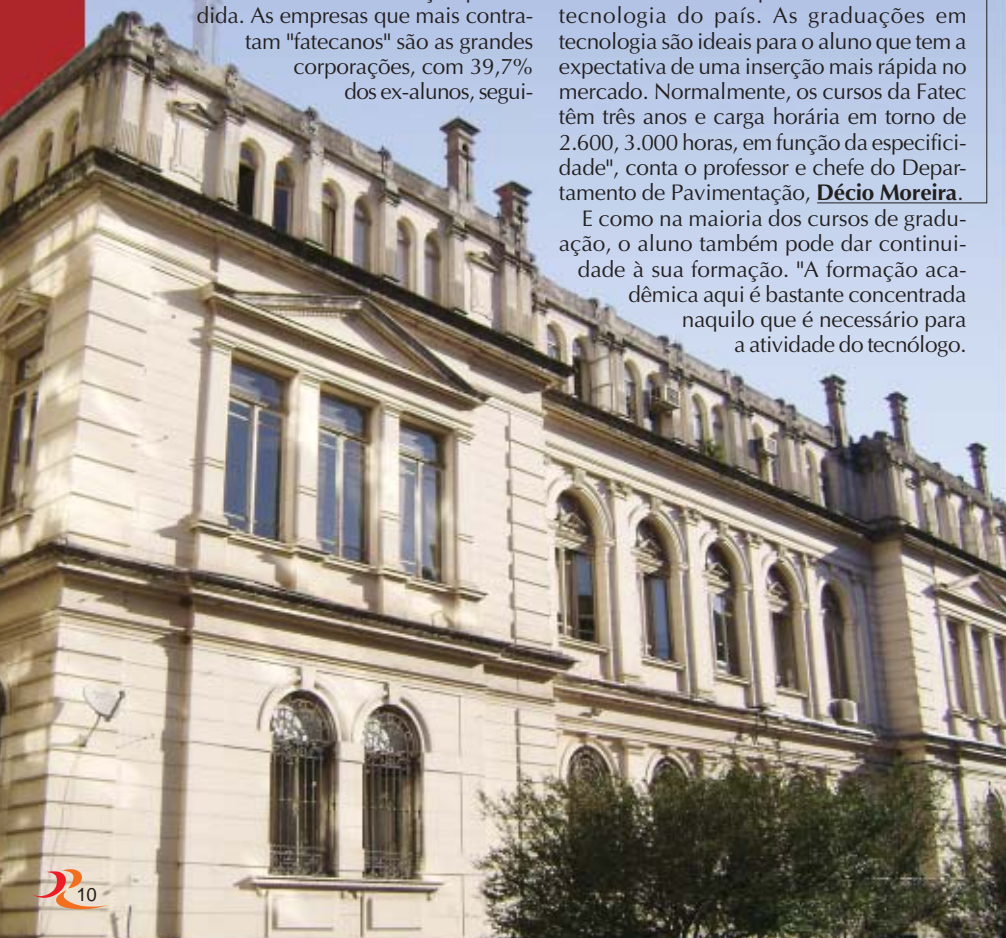 dida. As empresas que mais contra-
tam "fatecanos" são as grandes
corporações, com 39,7%
dos ex-alunos, segui-
tecnologia do país. As graduações em
tecnologia são ideais para o aluno que tem a
expectativa de uma inserção mais rápida no
mercado. Normalmente, os cursos da Fatec
têm três anos e carga horária em torno de
2.600, 3.000 horas, em função da especifici-
dade", conta o professor e chefe do Depar-
tamento de Pavimentação, Décio Moreira.
E como na maioria dos cursos de gradu-
ação, o aluno também pode dar continui-
dade à sua formação. "A formação aca-
dêmica aqui é bastante concentrada
naquilo que é necessário para
a atividade do tecnólogo.
10